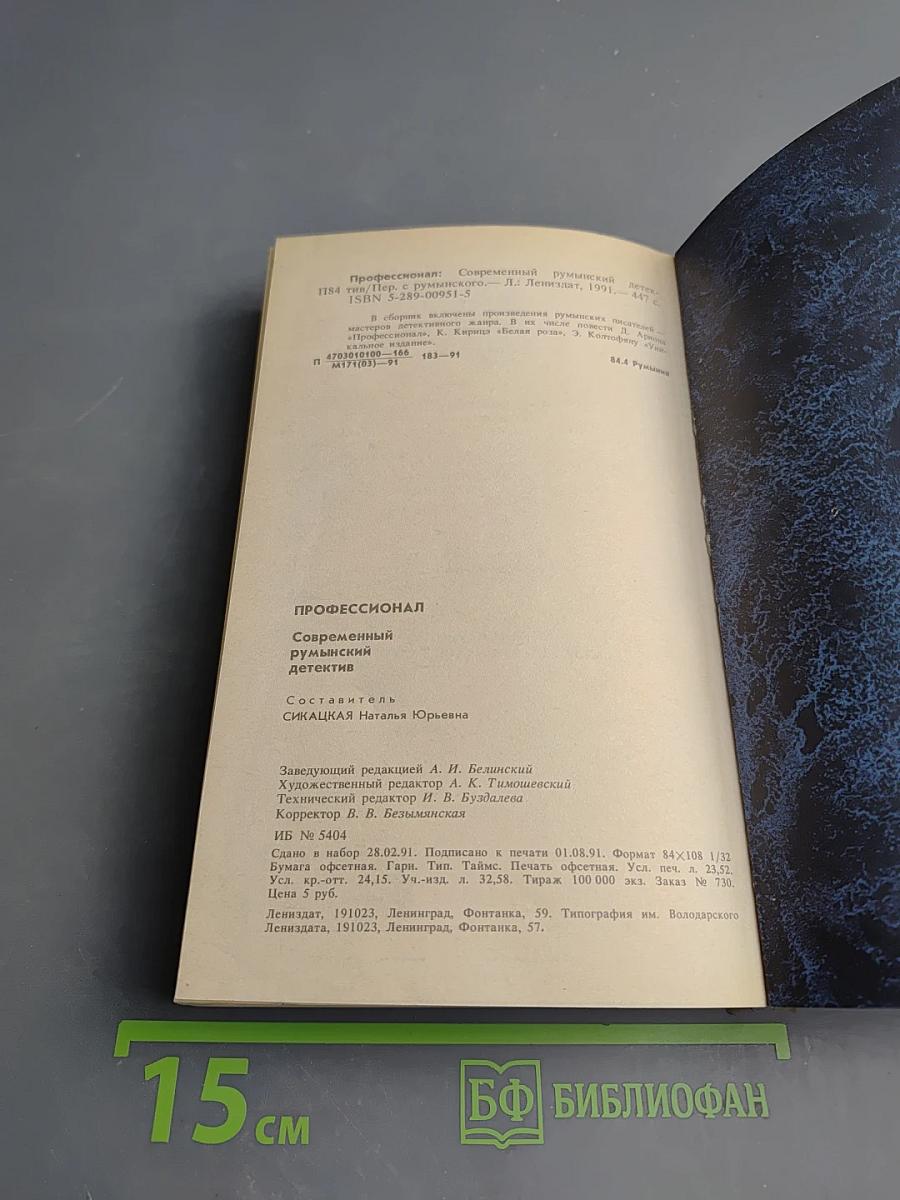 Профессионал: Современный румынский детек-
П84 тив/Пер. с румынского.— Л.: Лениздат, 1991.— 447 с.
ISBN 5-289-00951-5
В сборник включены произведения румынских писателей —
мастеров детективного жанра. В их числе повести Д. Ариона
«Профессионал», К. Кирицэ «Белая роза», Э. Колтофяну «Уни-
кальное издание».
П 4703010100—166 183—91
М171(03)—91
84.4 Румыния
ПРОФЕССИОНАЛ
Современный
румынский
детектив
Составитель
СИКАЦКАЯ Наталья Юрьевна
Заведующий редакцией А. И. Белинский
Художественный редактор А. К. Тимошевский
Технический редактор И. В. Буздалева
Корректор В. В. Безымянская
ИБ № 5404
Сдано в набор 28.02.91. Подписано к печати 01.08.91. Формат 84×108 1/32
Бумага офсетная. Гарн. Тип. Таймс. Печать офсетная. Усл. печ. л. 23,52.
Усл. кр.-отт. 24,15. Уч.-изд. л. 32,58. Тираж 100 000 экз. Заказ № 730.
Цена 5 руб.
Лениздат, 191023, Ленинград, Фонтанка, 59. Типография им. Володарского
Лениздата, 191023, Ленинград, Фонтанка, 57.
15 см
БФ БИБЛИОФАН